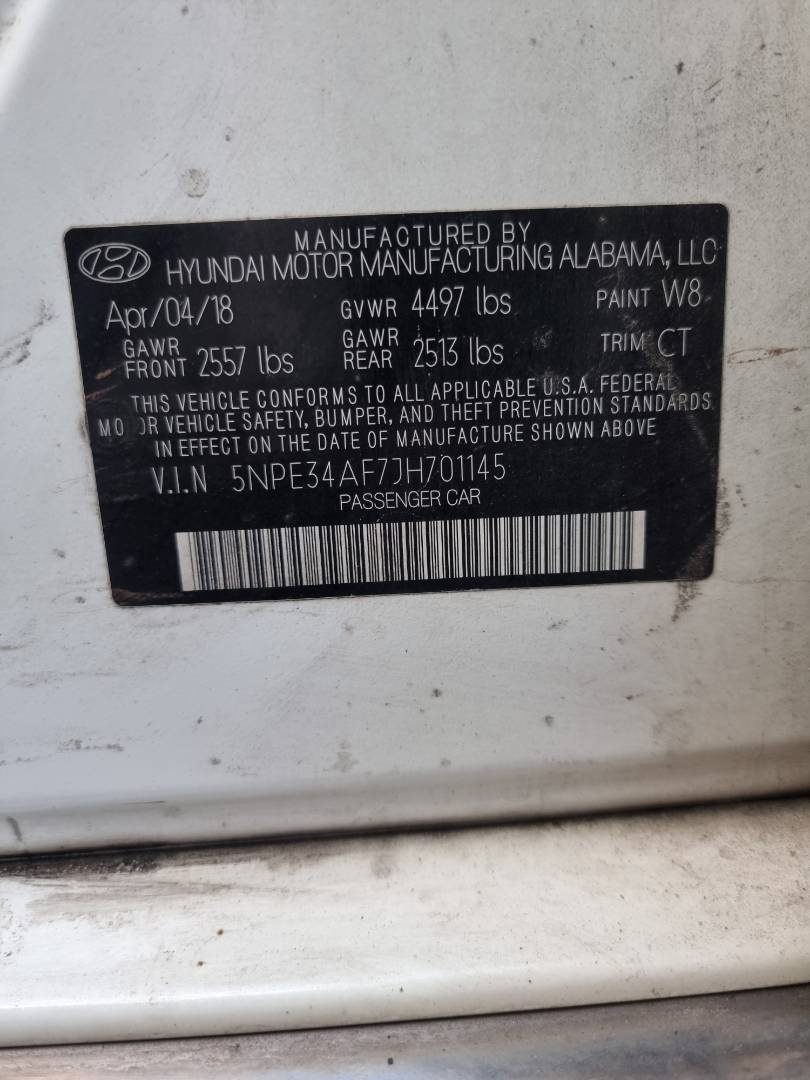 MANUFACTURED BY
HYUNDAI MOTOR MANUFACTURING ALABAMA, LLC
Apr/04/18 GVWR 4497 lbs PAINT W8
GAWR FRONT 2557 lbs GAWR REAR 2513 lbs TRIM CT
THIS VEHICLE CONFORMS TO ALL APPLICABLE U.S.A. FEDERAL
MOTOR VEHICLE SAFETY, BUMPER, AND THEFT PREVENTION STANDARDS
IN EFFECT ON THE DATE OF MANUFACTURE SHOWN ABOVE
V.I.N 5NPE34AF7JH701145
PASSENGER CAR